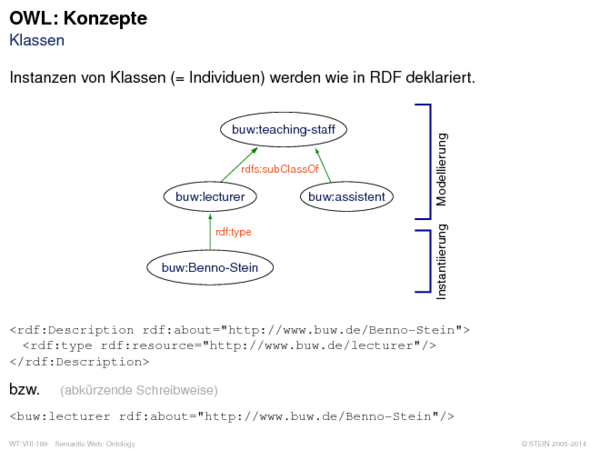 OWL: Konzepte
Klassen
Instanzen von Klassen (= Individuen) werden wie in RDF deklariert.
buw:teaching-staff
rdfs:subClassOf
buw:lecturer
buw:assistent
rdf:type
buw:Benno-Stein
Modellierung
Instantiierung
<rdf:Description rdf:about="http://www.buw.de/Benno-Stein">
<rdf:type rdf:resource="http://www.buw.de/lecturer"/>
</rdf:Description>
bzw. (abkürzende Schreibweise)
<buw:lecturer rdf:about="http://www.buw.de/Benno-Stein"/>
WT:VIII-169 Semantic Web: Ontology © STEIN 2005-2014